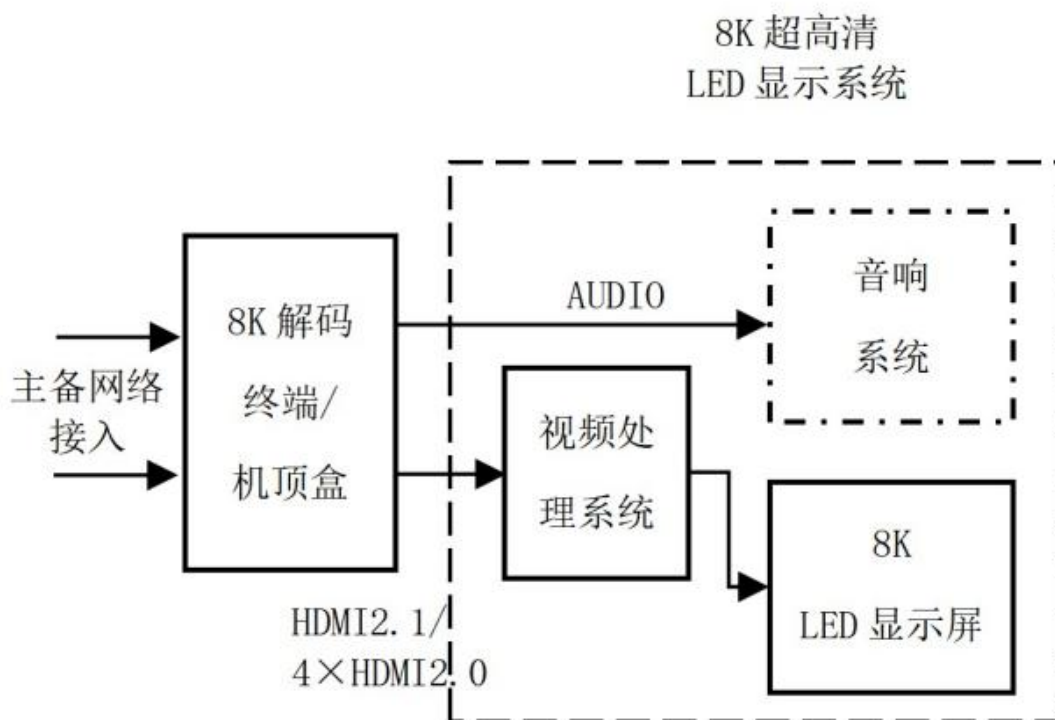 8K 超高清
LED 显示系统
AUDIO
音响
系统
8K 解码
终端/
机顶盒
主备网络
接入
视频处
理系统
8K
LED 显示屏
HDMI2.1/
4×HDMI2.0